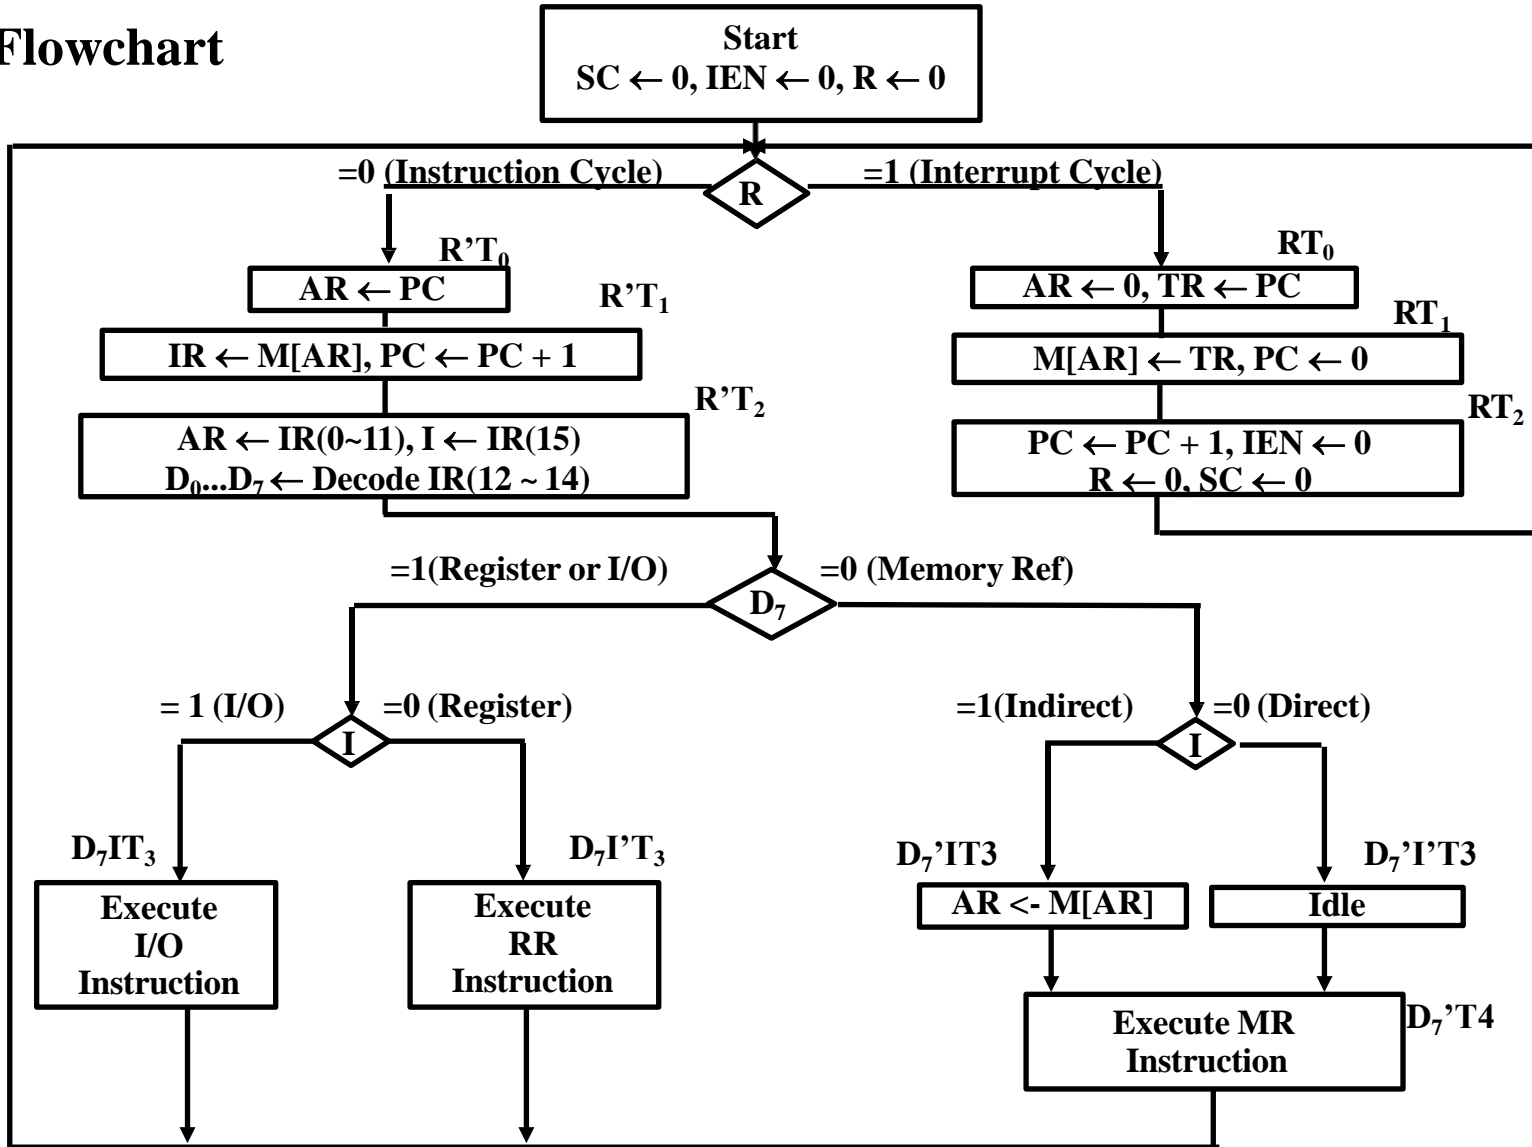 Flowchart
Start
SC ← 0, IEN ← 0, R ← 0
=0 (Instruction Cycle)
R
=1 (Interrupt Cycle)
R’T₀
AR ← PC
R’T₁
IR ← M[AR], PC ← PC + 1
R’T₂
AR ← IR(0~11), I ← IR(15)
D₀...D₇ ← Decode IR(12 ~ 14)
RT₀
AR ← 0, TR ← PC
RT₁
M[AR] ← TR, PC ← 0
RT₂
PC ← PC + 1, IEN ← 0
R ← 0, SC ← 0
=1(Register or I/O)
D₇
=0 (Memory Ref)
= 1 (I/O)
I
=0 (Register)
=1(Indirect)
I
=0 (Direct)
D₇IT₃
Execute
I/O
Instruction
D₇I’T₃
Execute
RR
Instruction
D₇’IT3
AR <- M[AR]
D₇’I’T3
Idle
Execute MR
Instruction
D₇’T4